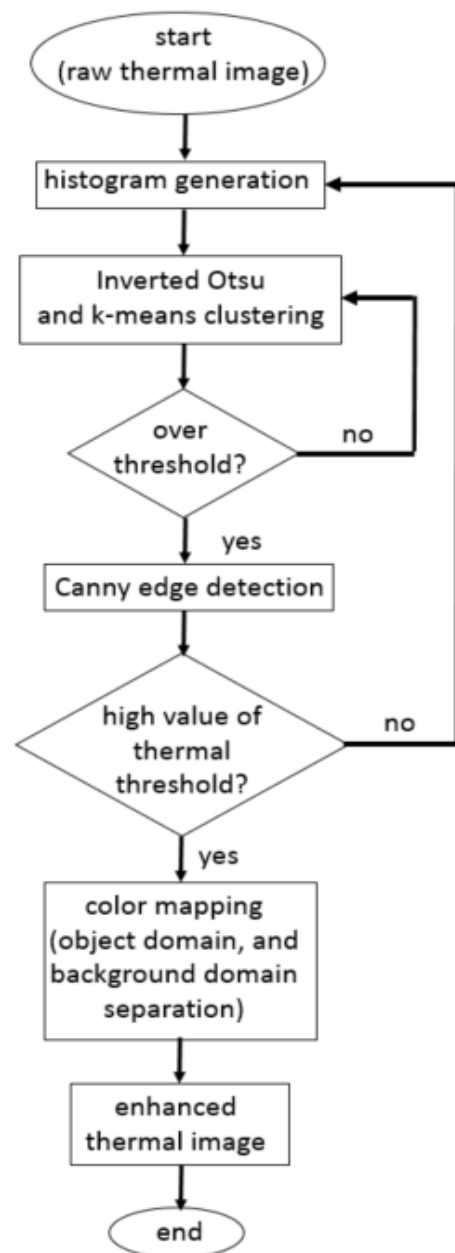 start
(raw thermal image)
histogram generation
Inverted Otsu
and k-means clustering
over
threshold?
no
yes
Canny edge detection
high value of
thermal
threshold?
no
yes
color mapping
(object domain, and
background domain
separation)
enhanced
thermal image
end